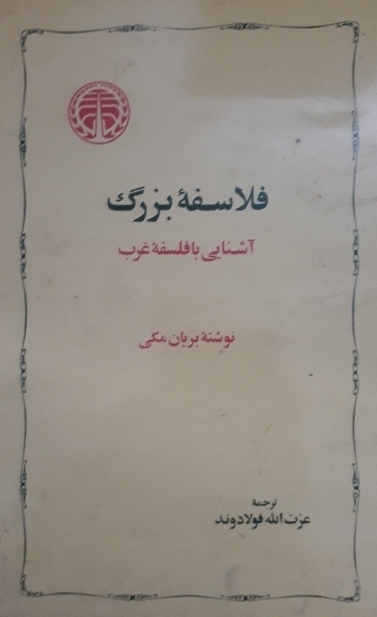 فلاسفهٔ بزرگ
آشنایی با فلسفهٔ غرب
نوشتهٔ بریان مگی
ترجمهٔ
عزت الله فولادوند